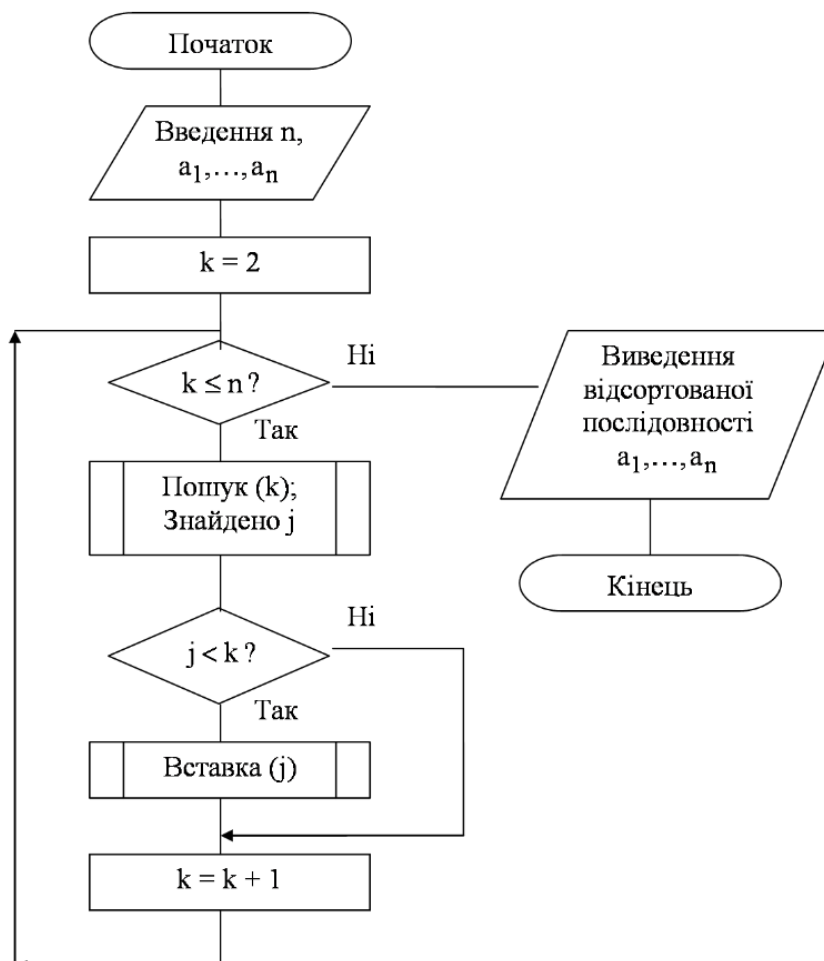 Початок
Введення n,
a₁,…,aₙ
k = 2
k ≤ n ?
Ні
Так
Виведення
відсортованої
послідовності
a₁,…,aₙ
Кінець
Пошук (k);
Знайдено j
j < k ?
Ні
Так
Вставка (j)
k = k + 1